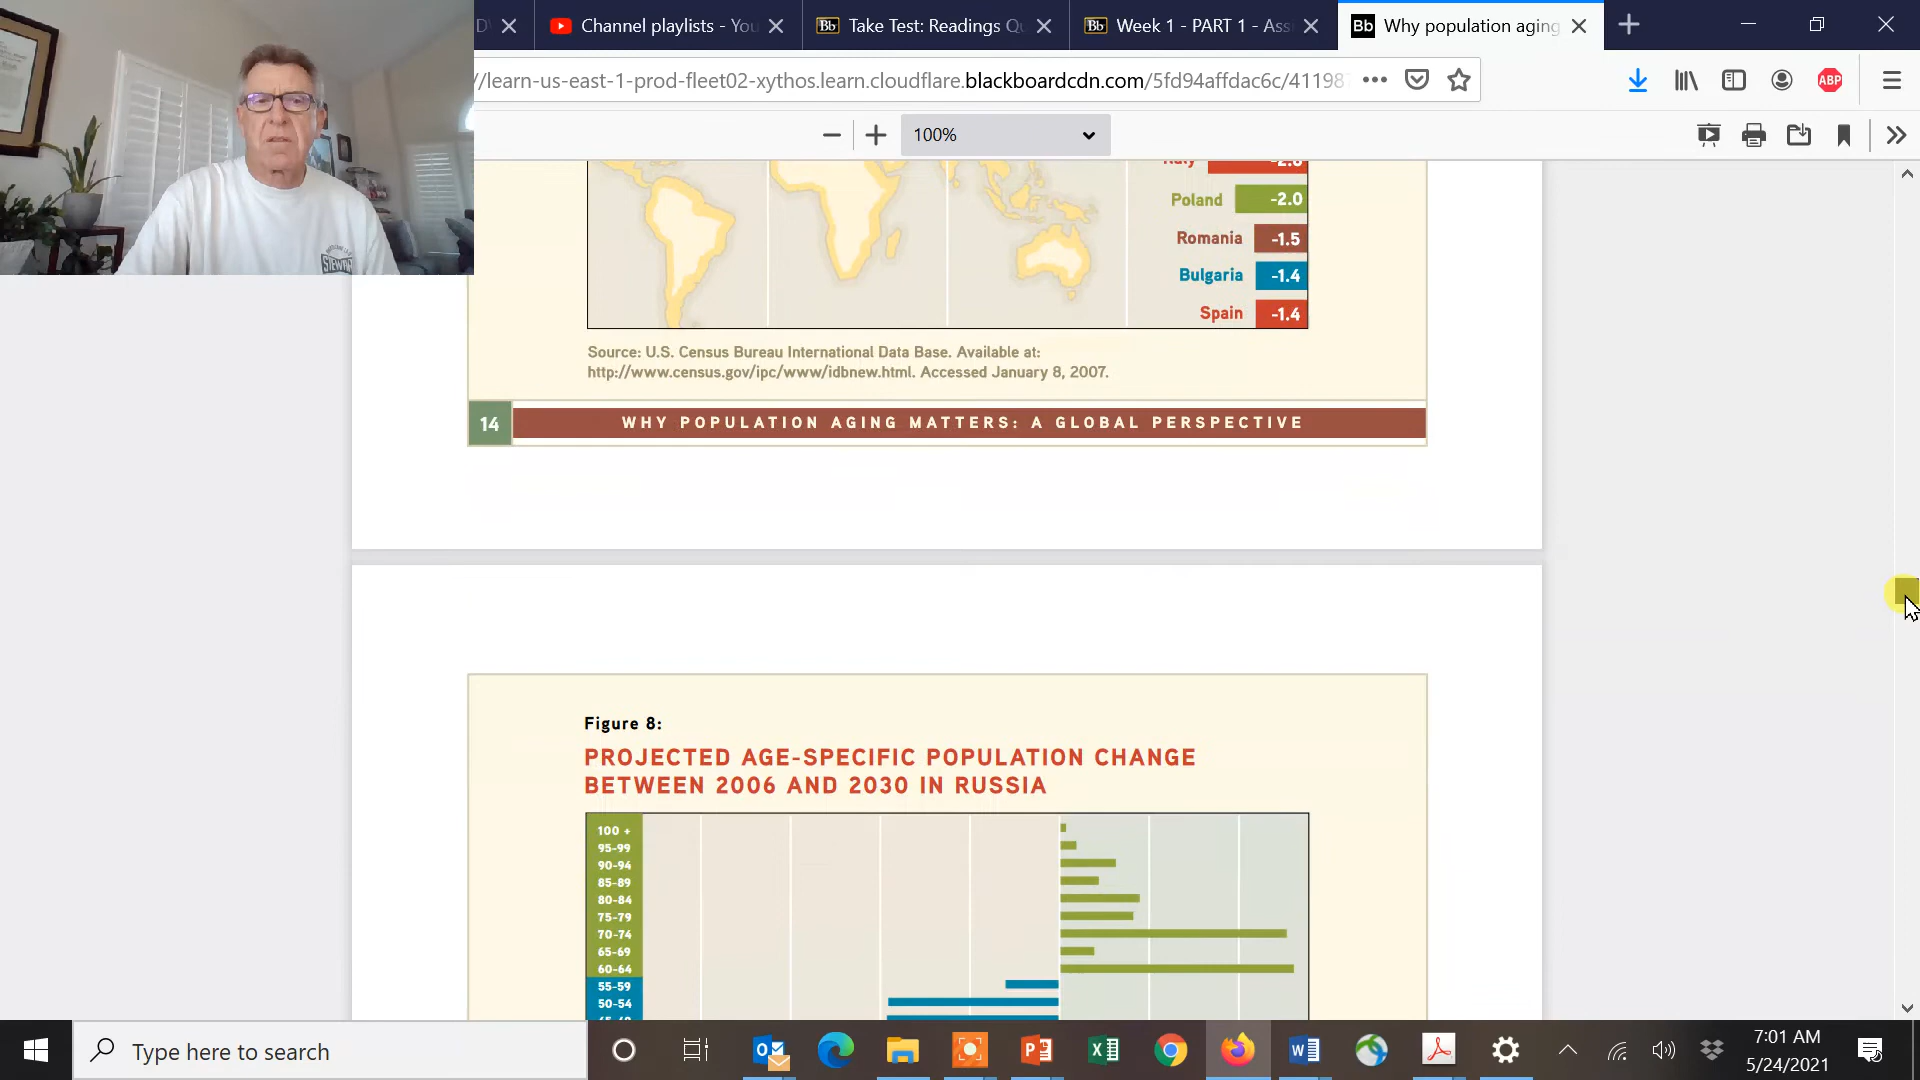 Channel playlists - You
Take Test: Readings Qu
Week 1 - PART 1 - Assi
Why population aging
//learn-us-east-1-prod-fleet02-xythos.learn.cloudflare.blackboardcdn.com/5fd94affdac6c/41198
ABP
100%
Poland -2.0
Romania -1.5
Bulgaria -1.4
Spain -1.4
Source: U.S. Census Bureau International Data Base. Available at:
http://www.census.gov/ipc/www/idbnew.html. Accessed January 8, 2007.
14 WHY POPULATION AGING MATTERS: A GLOBAL PERSPECTIVE
Figure 8:
PROJECTED AGE-SPECIFIC POPULATION CHANGE
BETWEEN 2006 AND 2030 IN RUSSIA
100 +
95-99
90-94
85-89
80-84
75-79
70-74
65-69
60-64
55-59
50-54
Type here to search
7:01 AM
5/24/2021